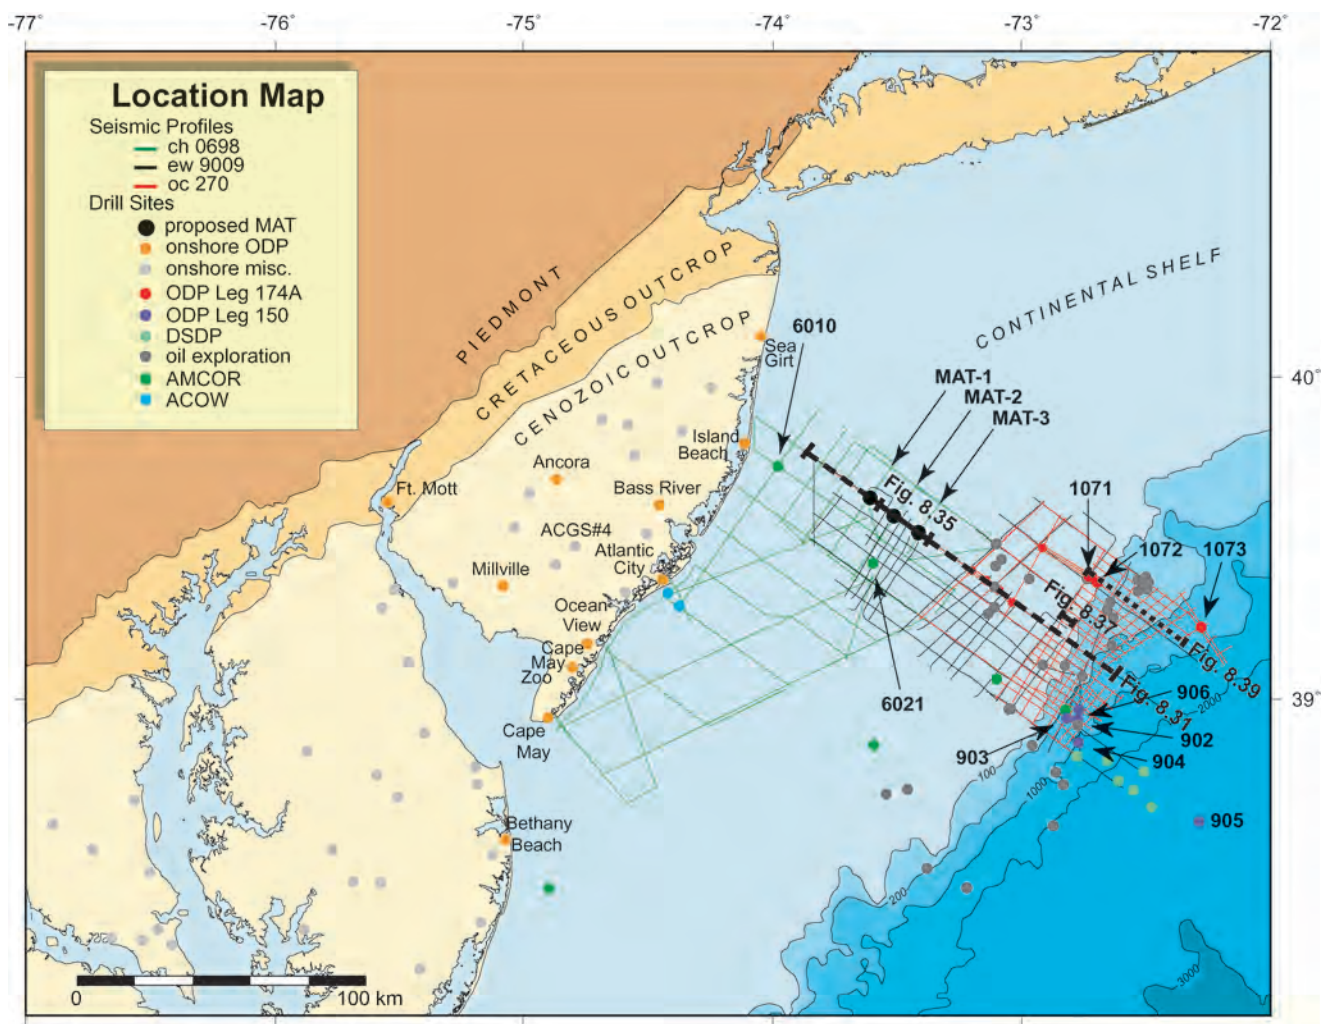 -77
-76
-75
-74
-73
-72
Location Map
Seismic Profiles
ch 0698
ew 9009
oc 270
Drill Sites
proposed MAT
onshore ODP
onshore misc.
ODP Leg 174A
ODP Leg 150
DSDP
oil exploration
AMCOR
ACOW
PIEDMONT
CRETACEOUS OUTCROP
CENOZOIC OUTCROP
CONTINENTAL SHELF
6010
Sea
Girt
40°
MAT-1
MAT-2
MAT-3
Island
Beach
Ancora
Ft. Mott
Bass River
Fig. 8.35
1071
ACGS#4
Atlantic
City
1072
1073
Millville
Ocean
View
Fig. 8.37
Cape
May
Zoo
Fig. 8.39
Fig. 8.31
6021
906
39°
2000
Cape
May
903
902
904
100
1000
905
Bethany
Beach
200
3000
0
100 km